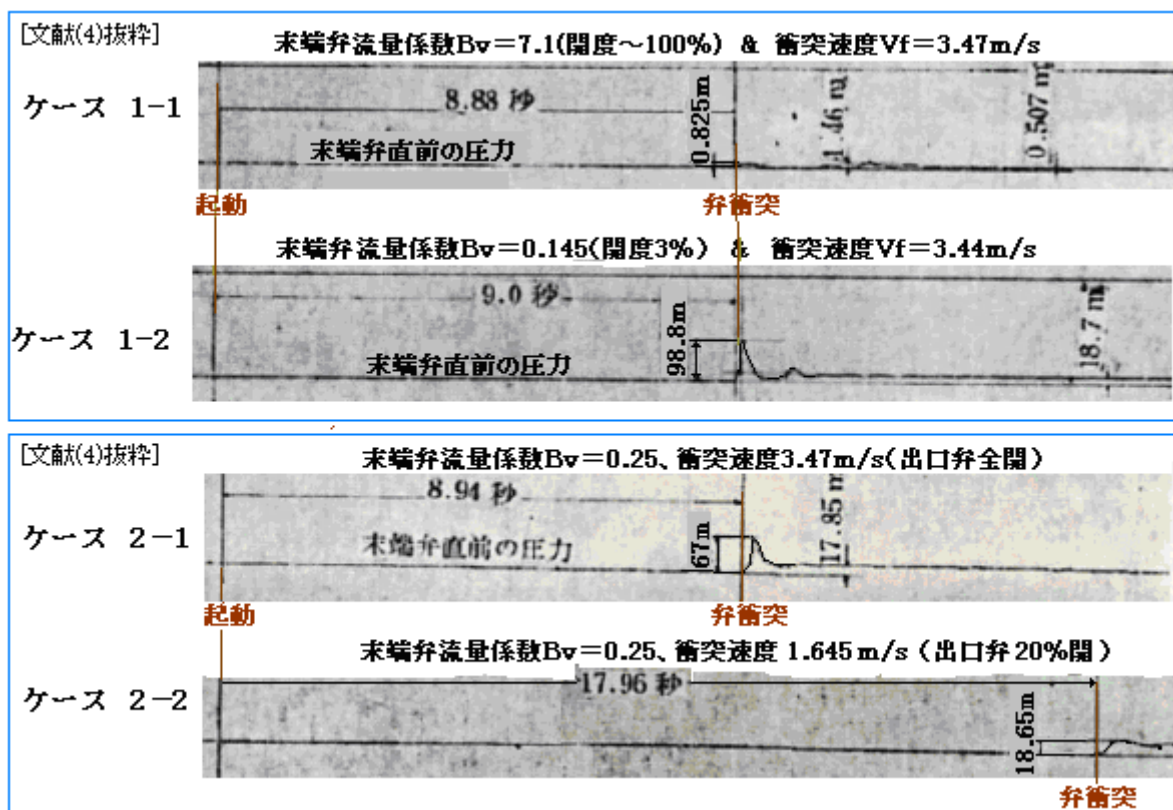 [文献(4)抜粋]
末端弁流量係数Bv=7.1(開度～100%) & 衝突速度Vf=3.47m/s
ケース 1-1
8.88 秒
0.825m
1.46 m
0.507 m
末端弁直前の圧力
起動
弁衝突
末端弁流量係数Bv=0.145(開度3%) & 衝突速度Vf=3.44m/s
ケース 1-2
9.0 秒
98.8m
18.7 m
末端弁直前の圧力
[文献(4)抜粋]
末端弁流量係数Bv=0.25、衝突速度3.47m/s(出口弁全開)
ケース 2-1
8.94 秒
67m
17.85 m
末端弁直前の圧力
起動
弁衝突
末端弁流量係数Bv=0.25、衝突速度 1.645m/s (出口弁20%開)
ケース 2-2
17.96 秒
18.65m
弁衝突